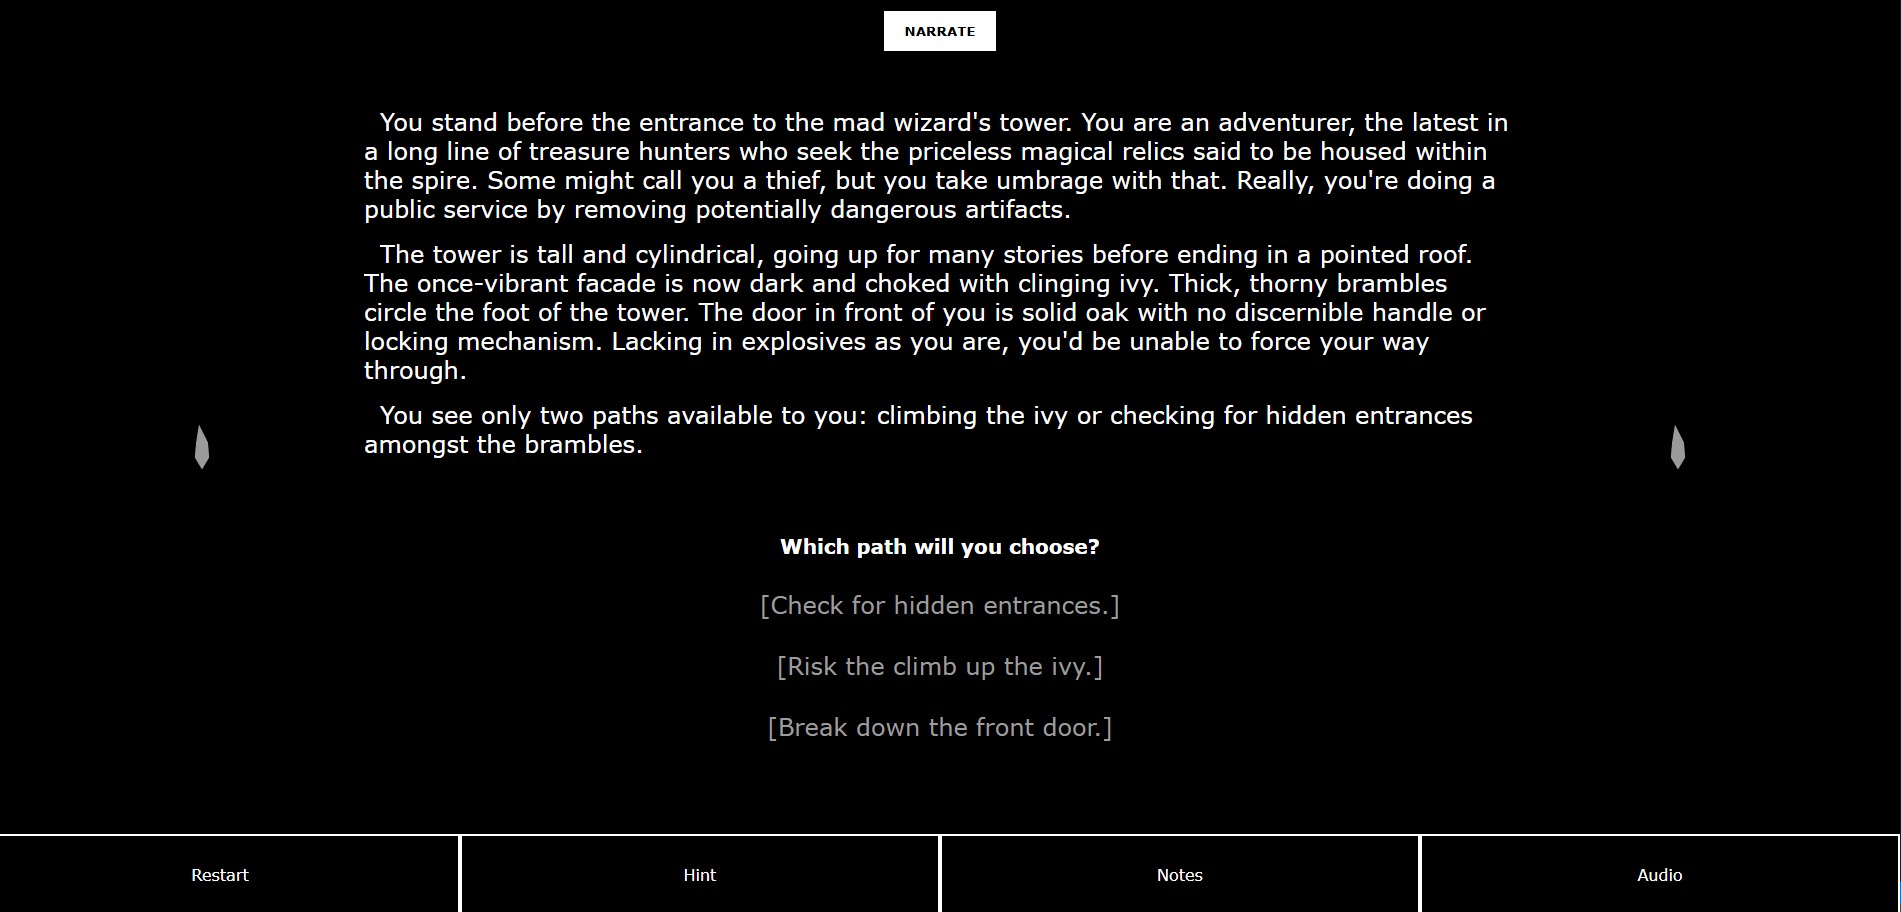 NARRATE
You stand before the entrance to the mad wizard's tower. You are an adventurer, the latest in
a long line of treasure hunters who seek the priceless magical relics said to be housed within
the spire. Some might call you a thief, but you take umbrage with that. Really, you're doing a
public service by removing potentially dangerous artifacts.
The tower is tall and cylindrical, going up for many stories before ending in a pointed roof.
The once-vibrant facade is now dark and choked with clinging ivy. Thick, thorny brambles
circle the foot of the tower. The door in front of you is solid oak with no discernible handle or
locking mechanism. Lacking in explosives as you are, you'd be unable to force your way
through.
You see only two paths available to you: climbing the ivy or checking for hidden entrances
amongst the brambles.
Which path will you choose?
[Check for hidden entrances.]
[Risk the climb up the ivy.]
[Break down the front door.]
Restart
Hint
Notes
Audio